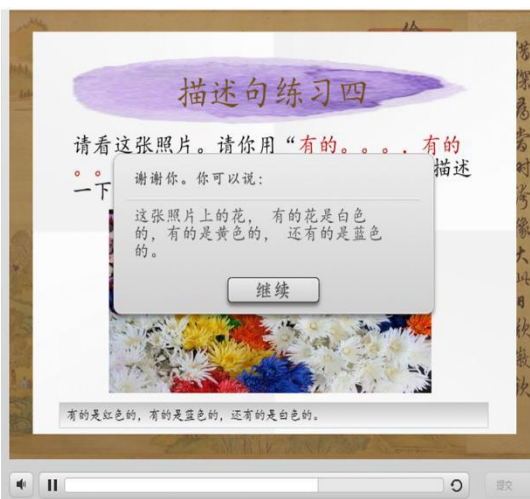 描述句练习四
请看这张照片。请你用“有的。。。，有的
。。
描述
一下
谢谢你。你可以说：
这张照片上的花， 有的花是白色
的，有的是黄色的， 还有的是蓝色
的。
继续
有的是红色的，有的是蓝色的，还有的是白色的。
提交